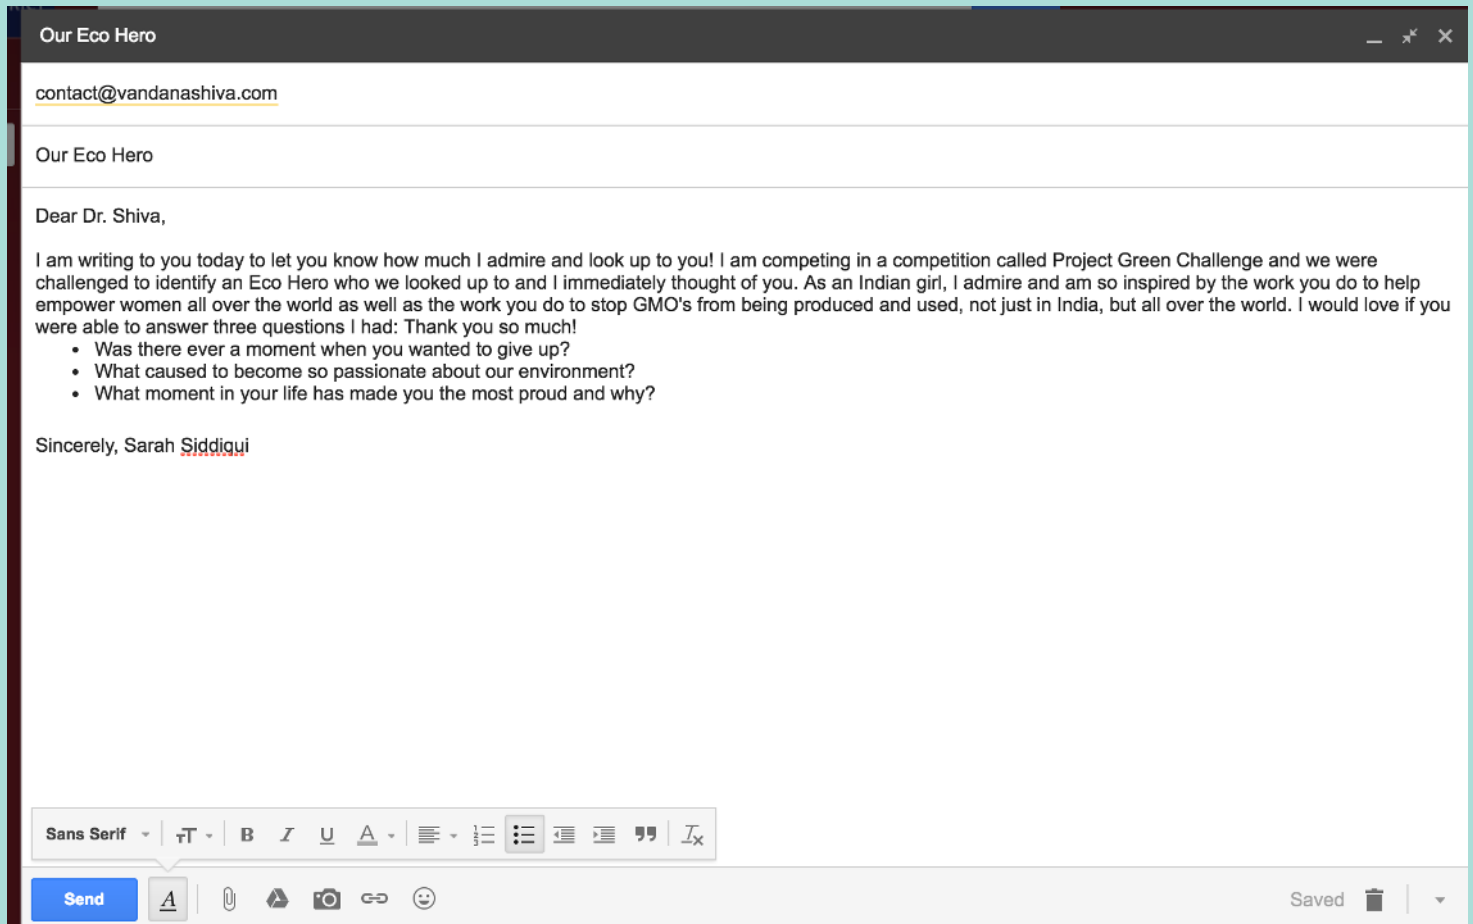 Our Eco Hero
contact@vandanashiva.com
Our Eco Hero
Dear Dr. Shiva,
I am writing to you today to let you know how much I admire and look up to you! I am competing in a competition called Project Green Challenge and we were
challenged to identify an Eco Hero who we looked up to and I immediately thought of you. As an Indian girl, I admire and am so inspired by the work you do to help
empower women all over the world as well as the work you do to stop GMO's from being produced and used, not just in India, but all over the world. I would love if you
were able to answer three questions I had: Thank you so much!
• Was there ever a moment when you wanted to give up?
• What caused to become so passionate about our environment?
• What moment in your life has made you the most proud and why?
Sincerely, Sarah Siddiqui
Sans Serif
Send
Saved